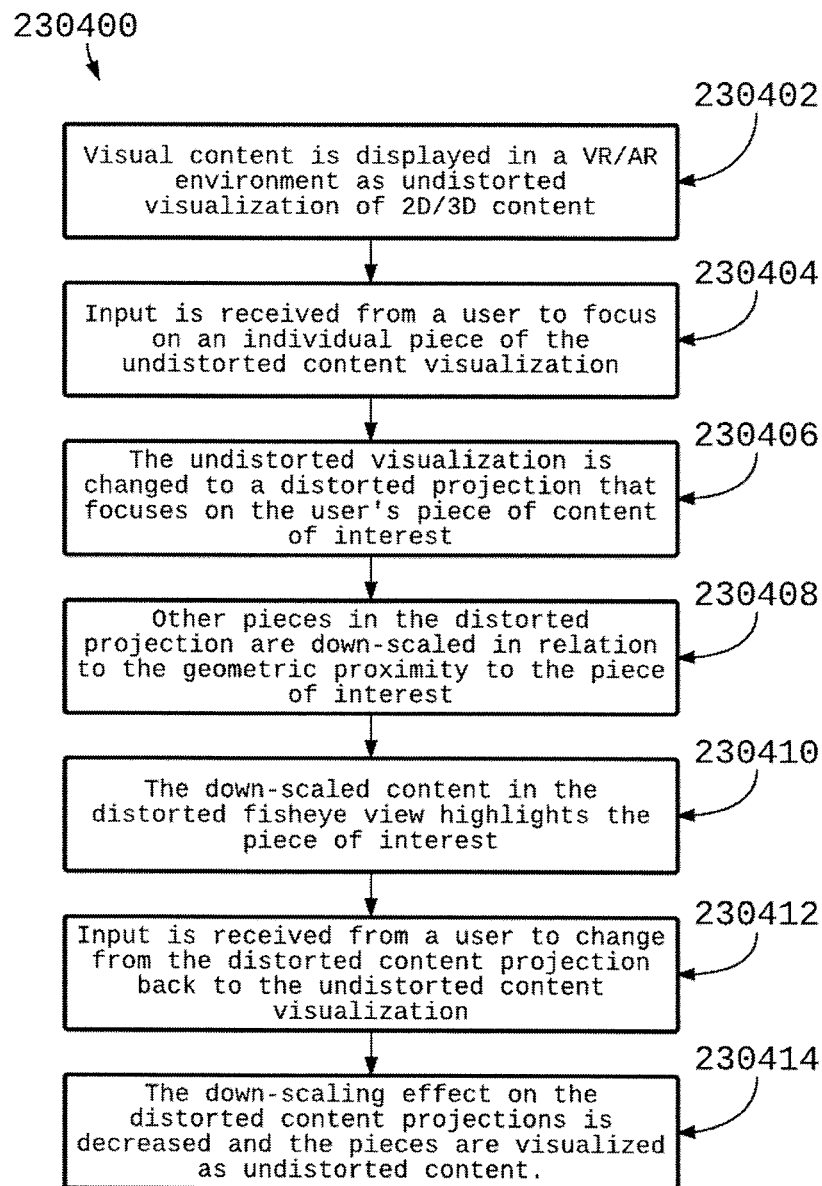 230400
230402
Visual content is displayed in a VR/AR
environment as undistorted
visualization of 2D/3D content
230404
Input is received from a user to focus
on an individual piece of the
undistorted content visualization
230406
The undistorted visualization is
changed to a distorted projection that
focuses on the user's piece of content
of interest
230408
Other pieces in the distorted
projection are down-scaled in relation
to the geometric proximity to the piece
of interest
230410
The down-scaled content in the
distorted fisheye view highlights the
piece of interest
230412
Input is received from a user to change
from the distorted content projection
back to the undistorted content
visualization
230414
The down-scaling effect on the
distorted content projections is
decreased and the pieces are visualized
as undistorted content.